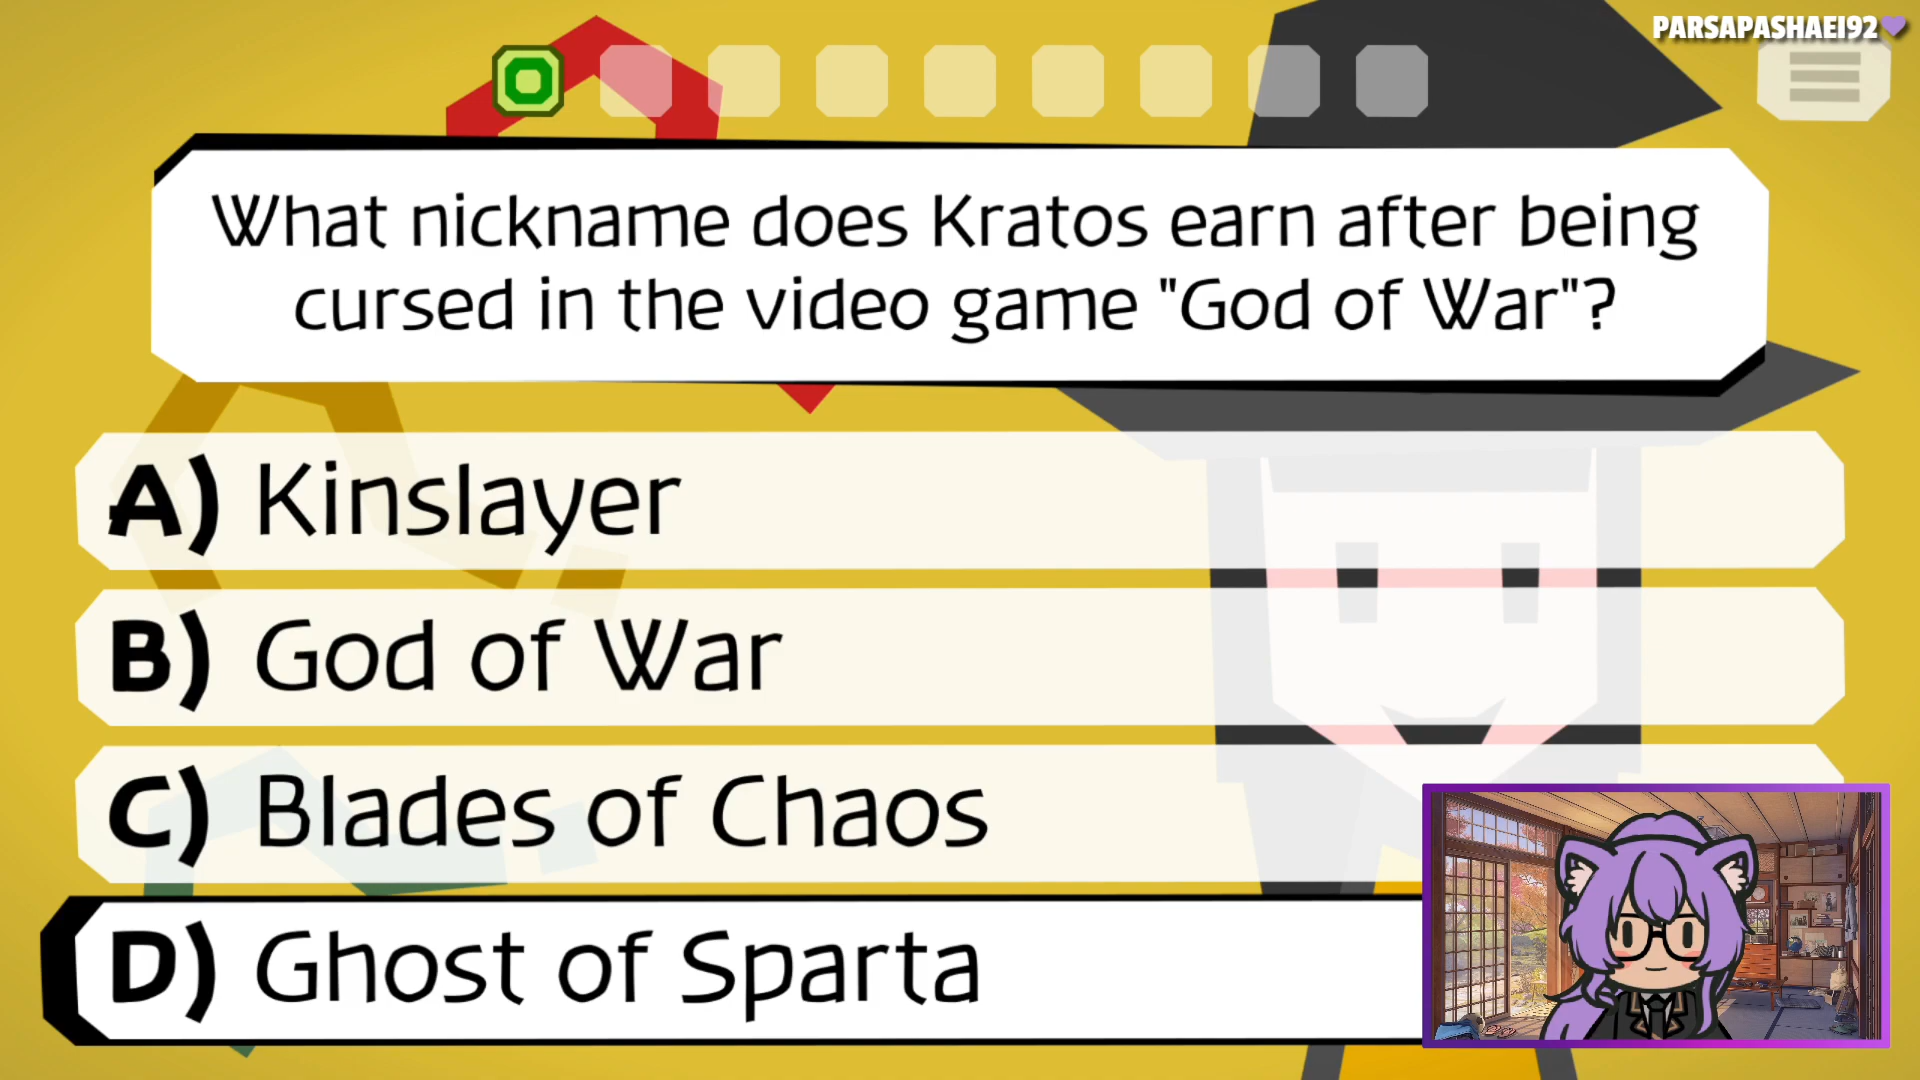 PARSAPASHAEI92
What nickname does Kratos earn after being
cursed in the video game "God of War"?
A) Kinslayer
B) God of War
C) Blades of Chaos
D) Ghost of Sparta